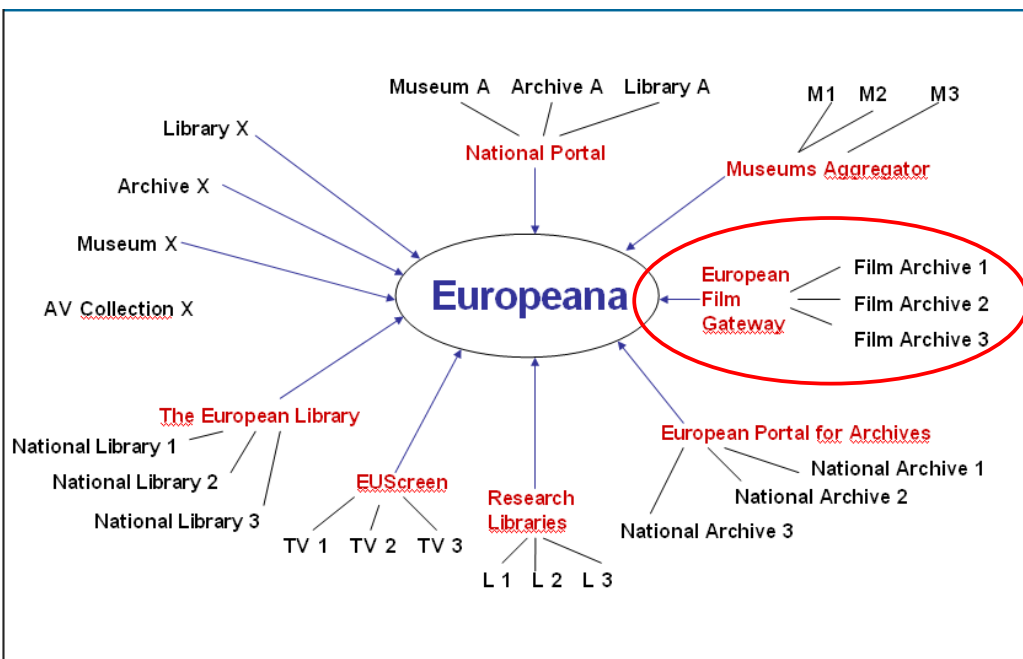 Museum A Archive A Library A
M1 M2 M3
Library X
National Portal
Museums Aggregator
Archive X
Museum X
AV Collection X
Europeana
European
Film
Gateway
Film Archive 1
Film Archive 2
Film Archive 3
The European Library
National Library 1
National Library 2
National Library 3
EUScreen
TV 1 TV 2 TV 3
Research
Libraries
L 1 L 2 L 3
European Portal for Archives
National Archive 1
National Archive 2
National Archive 3